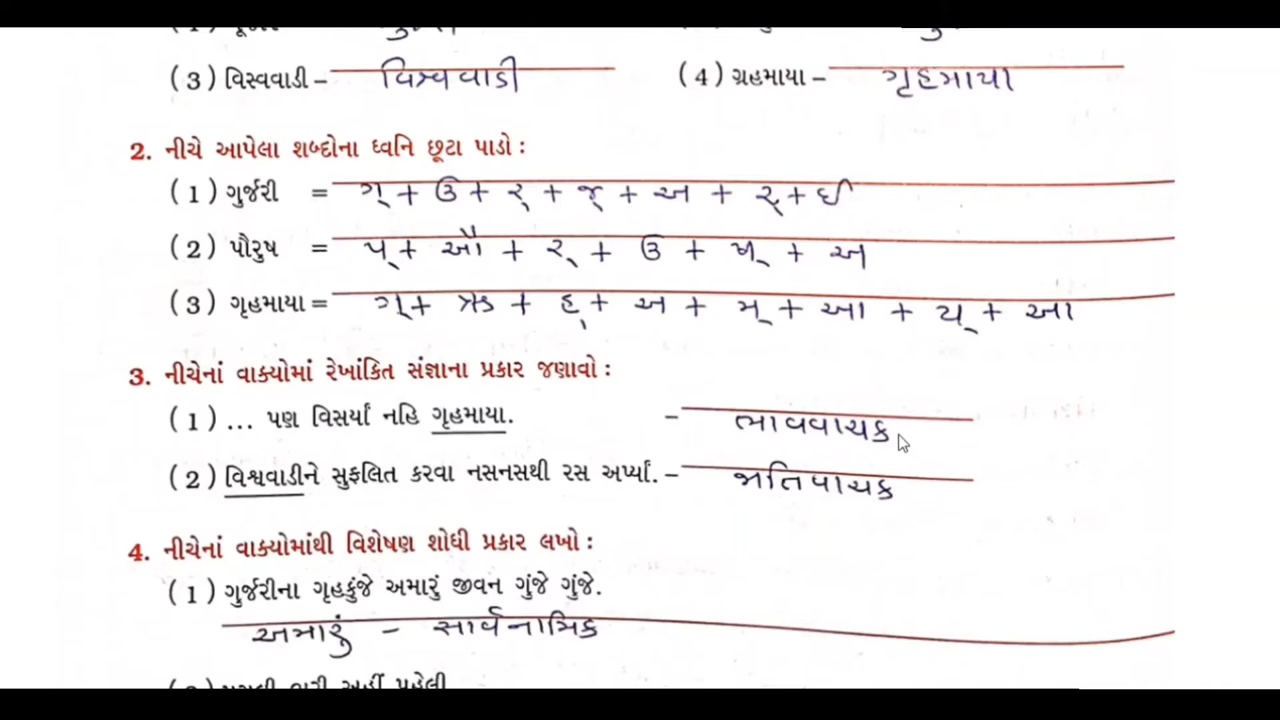 (3) વિસ્વવાડી – વિશ્વવાડી (4) ગ્રહમાયા – ગૃહમાયા
2. નીચે આપેલા શબ્દોના ધ્વનિ છૂટા પાડો :
(1) ગુર્જરી = ગ્ + ઉ + ર્ + જ્ + અ + ર્ + ઈ
(2) પૌરુષ = પ્ + ઔ + ર્ + ઉ + ષ્ + અ
(3) ગૃહમાયા = ગ્ + ઋ + હ્ + અ + મ્ + આ + ય્ + આ
3. નીચેનાં વાક્યોમાં રેખાંકિત સંજ્ઞાના પ્રકાર જણાવો :
(1) ... પણ વિસર્યાં નહિ ગૃહમાયા. – ભાવવાચક
(2) વિશ્વવાડીને સુફલિત કરવા નસનસથી રસ અર્પ્યાં. – જાતિવાચક
4. નીચેનાં વાક્યોમાંથી વિશેષણ શોધી પ્રકાર લખો :
(1) ગુર્જરીના ગૃહકુંજે અમારું જીવન ગુંજે ગુંજે.
અમારું – સાર્વનામિક